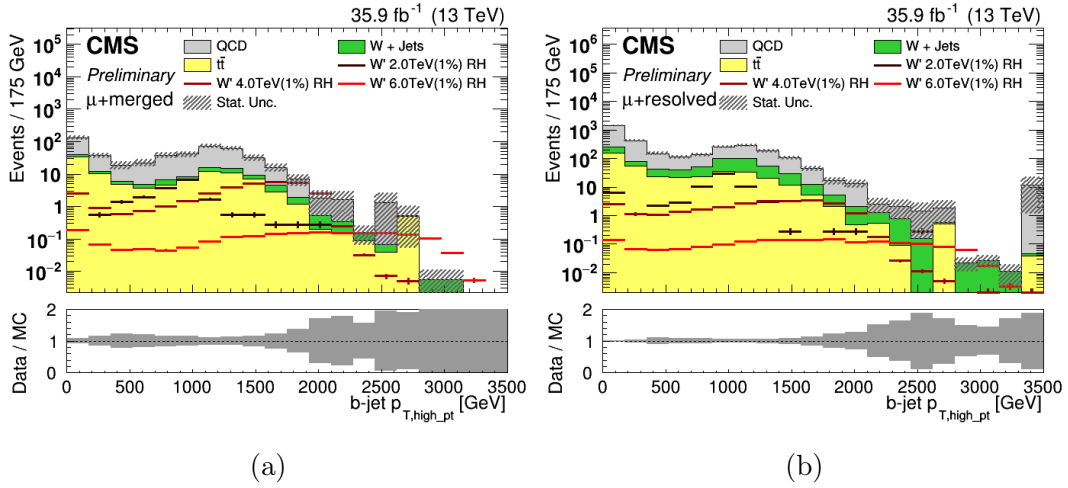 35.9 fb⁻¹ (13 TeV)
CMS
Preliminary
μ+merged
QCD
W + Jets
tt̄
W' 2.0TeV(1%) RH
W' 4.0TeV(1%) RH
W' 6.0TeV(1%) RH
Stat. Unc.
Events / 175 GeV
10⁵
10⁴
10³
10²
10
1
10⁻¹
10⁻²
Data / MC
2
1
0
0 500 1000 1500 2000 2500 3000 3500
b-jet p_T,high_pt [GeV]
(a)
35.9 fb⁻¹ (13 TeV)
CMS
Preliminary
μ+resolved
QCD
W + Jets
tt̄
W' 2.0TeV(1%) RH
W' 4.0TeV(1%) RH
W' 6.0TeV(1%) RH
Stat. Unc.
Events / 175 GeV
10⁶
10⁵
10⁴
10³
10²
10
1
10⁻¹
10⁻²
Data / MC
2
1
0
0 500 1000 1500 2000 2500 3000 3500
b-jet p_T,high_pt [GeV]
(b)